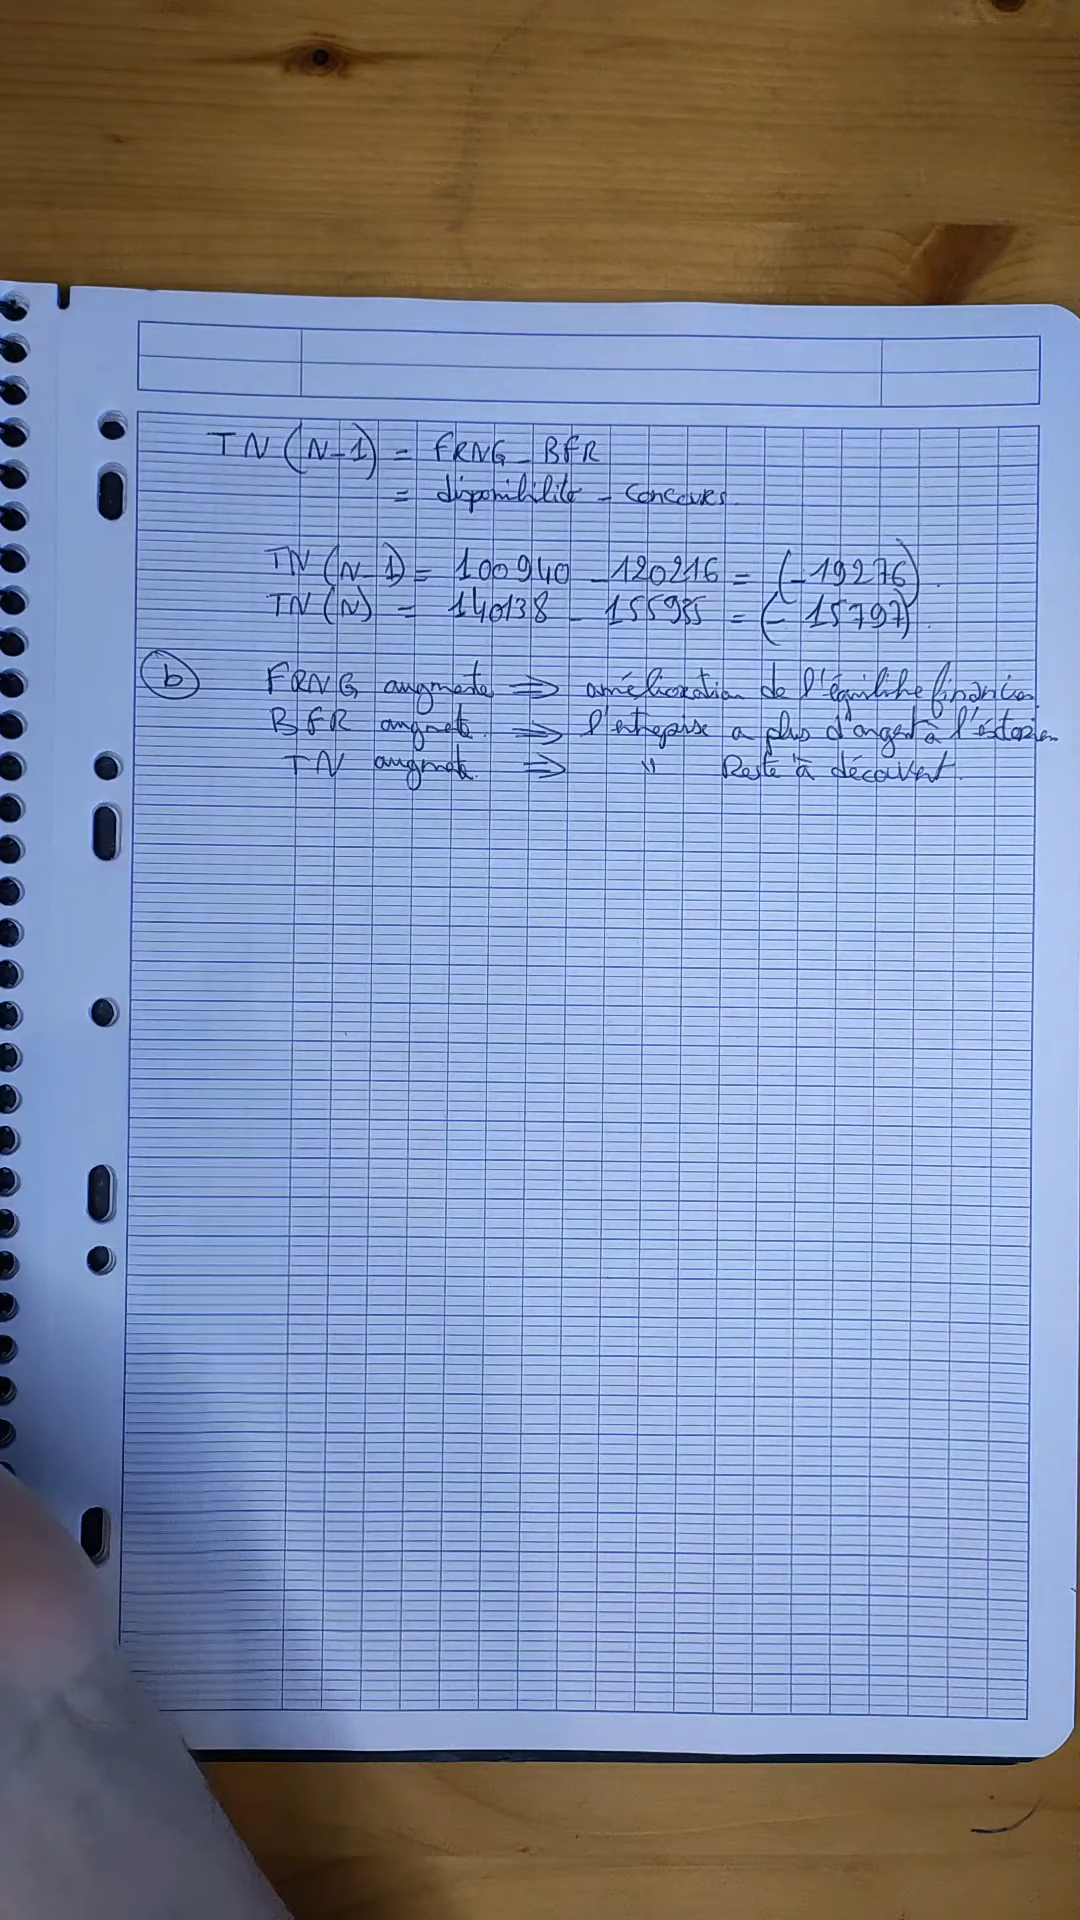 TN (N-1) = FRNG - BFR
= disponibilité - concours.
TN (N-1) = 100940 - 120216 = (-19276).
TN (N) = 140138 - 155935 = (- 15797).
b FRNG augmente => amélioration de l'équilibre financier
BFR augmente. => l'entreprise a plus d'argent à l'
TN augmente. => " Reste à découvert.